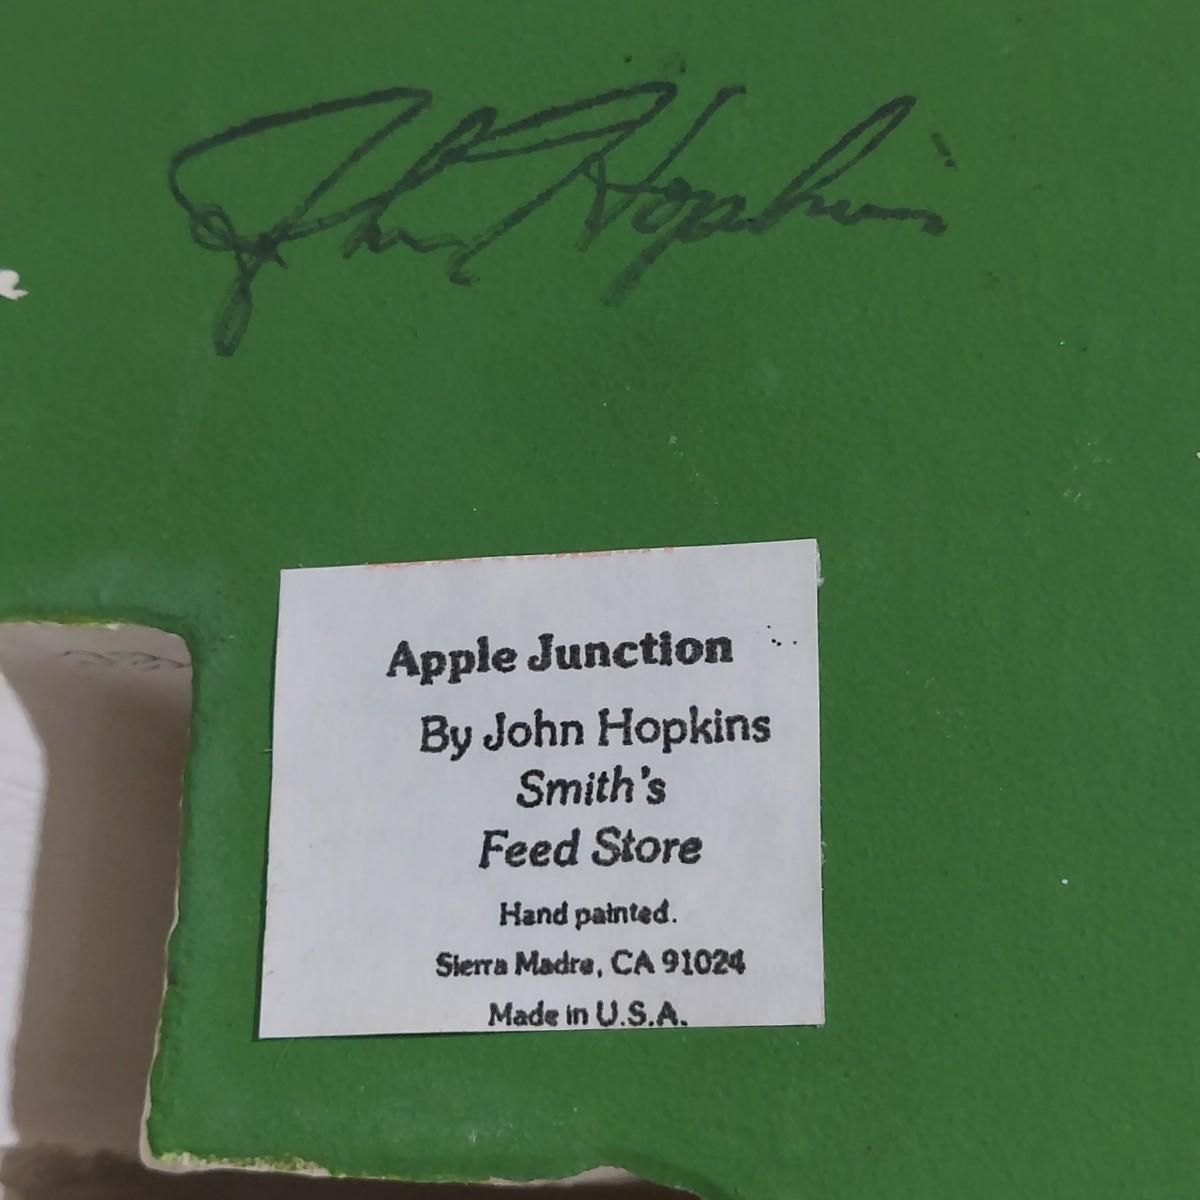 John Hopkins
Apple Junction
By John Hopkins
Smith's
Feed Store
Hand painted.
Sierra Madre, CA 91024
Made in U.S.A.